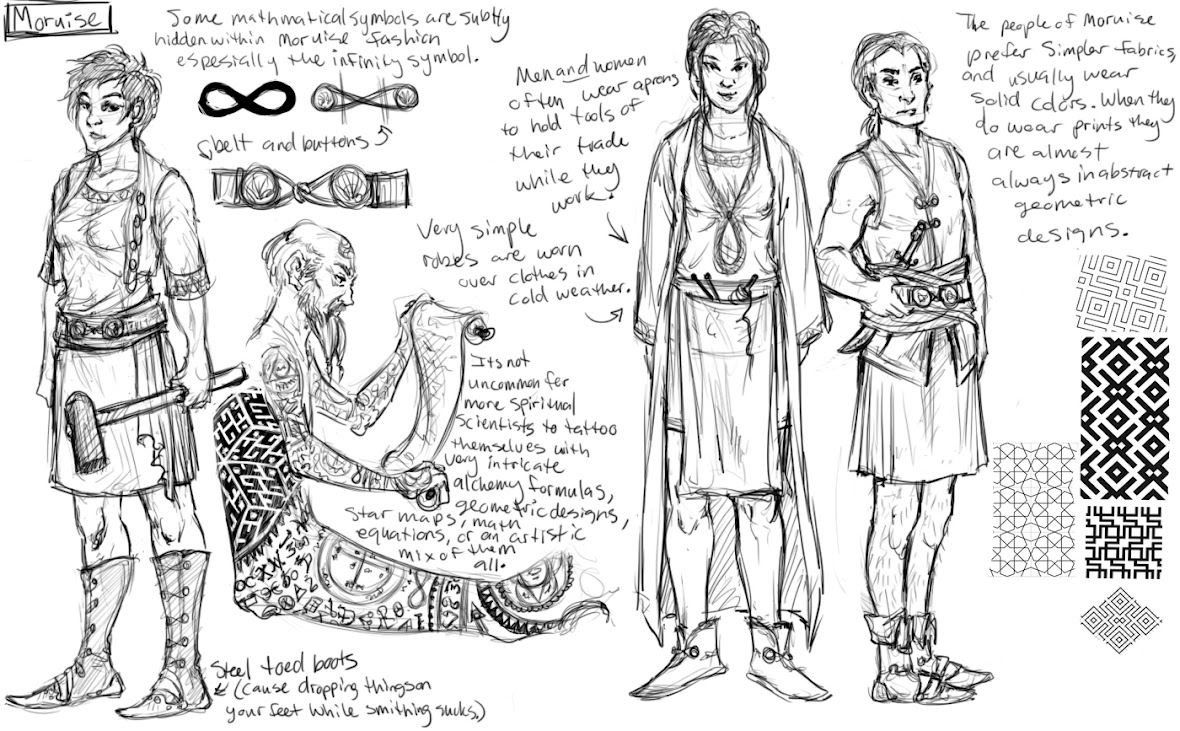 Moruise
Some mathmatical symbols are subtly
hidden within Moruise fashion
espesially the infinity symbol.
belt and buttons
Men and women
often wear aprons
to hold tools of
their trade
while they
work.
Very simple
robes are worn
over clothes in
cold weather.
The people of Moruise
prefer simpler fabrics,
and usually wear
solid colors. When they
do wear prints they
are almost
always in abstract
geometric
designs.
Its not
uncommon for
more spiritual
scientists to tattoo
themselves with
very intricate
alchemy formulas,
geometric designs,
star maps, math
equations, or an artistic
mix of them
all.
Steel toed boots
(cause dropping things on
your feet while smithing sucks.)